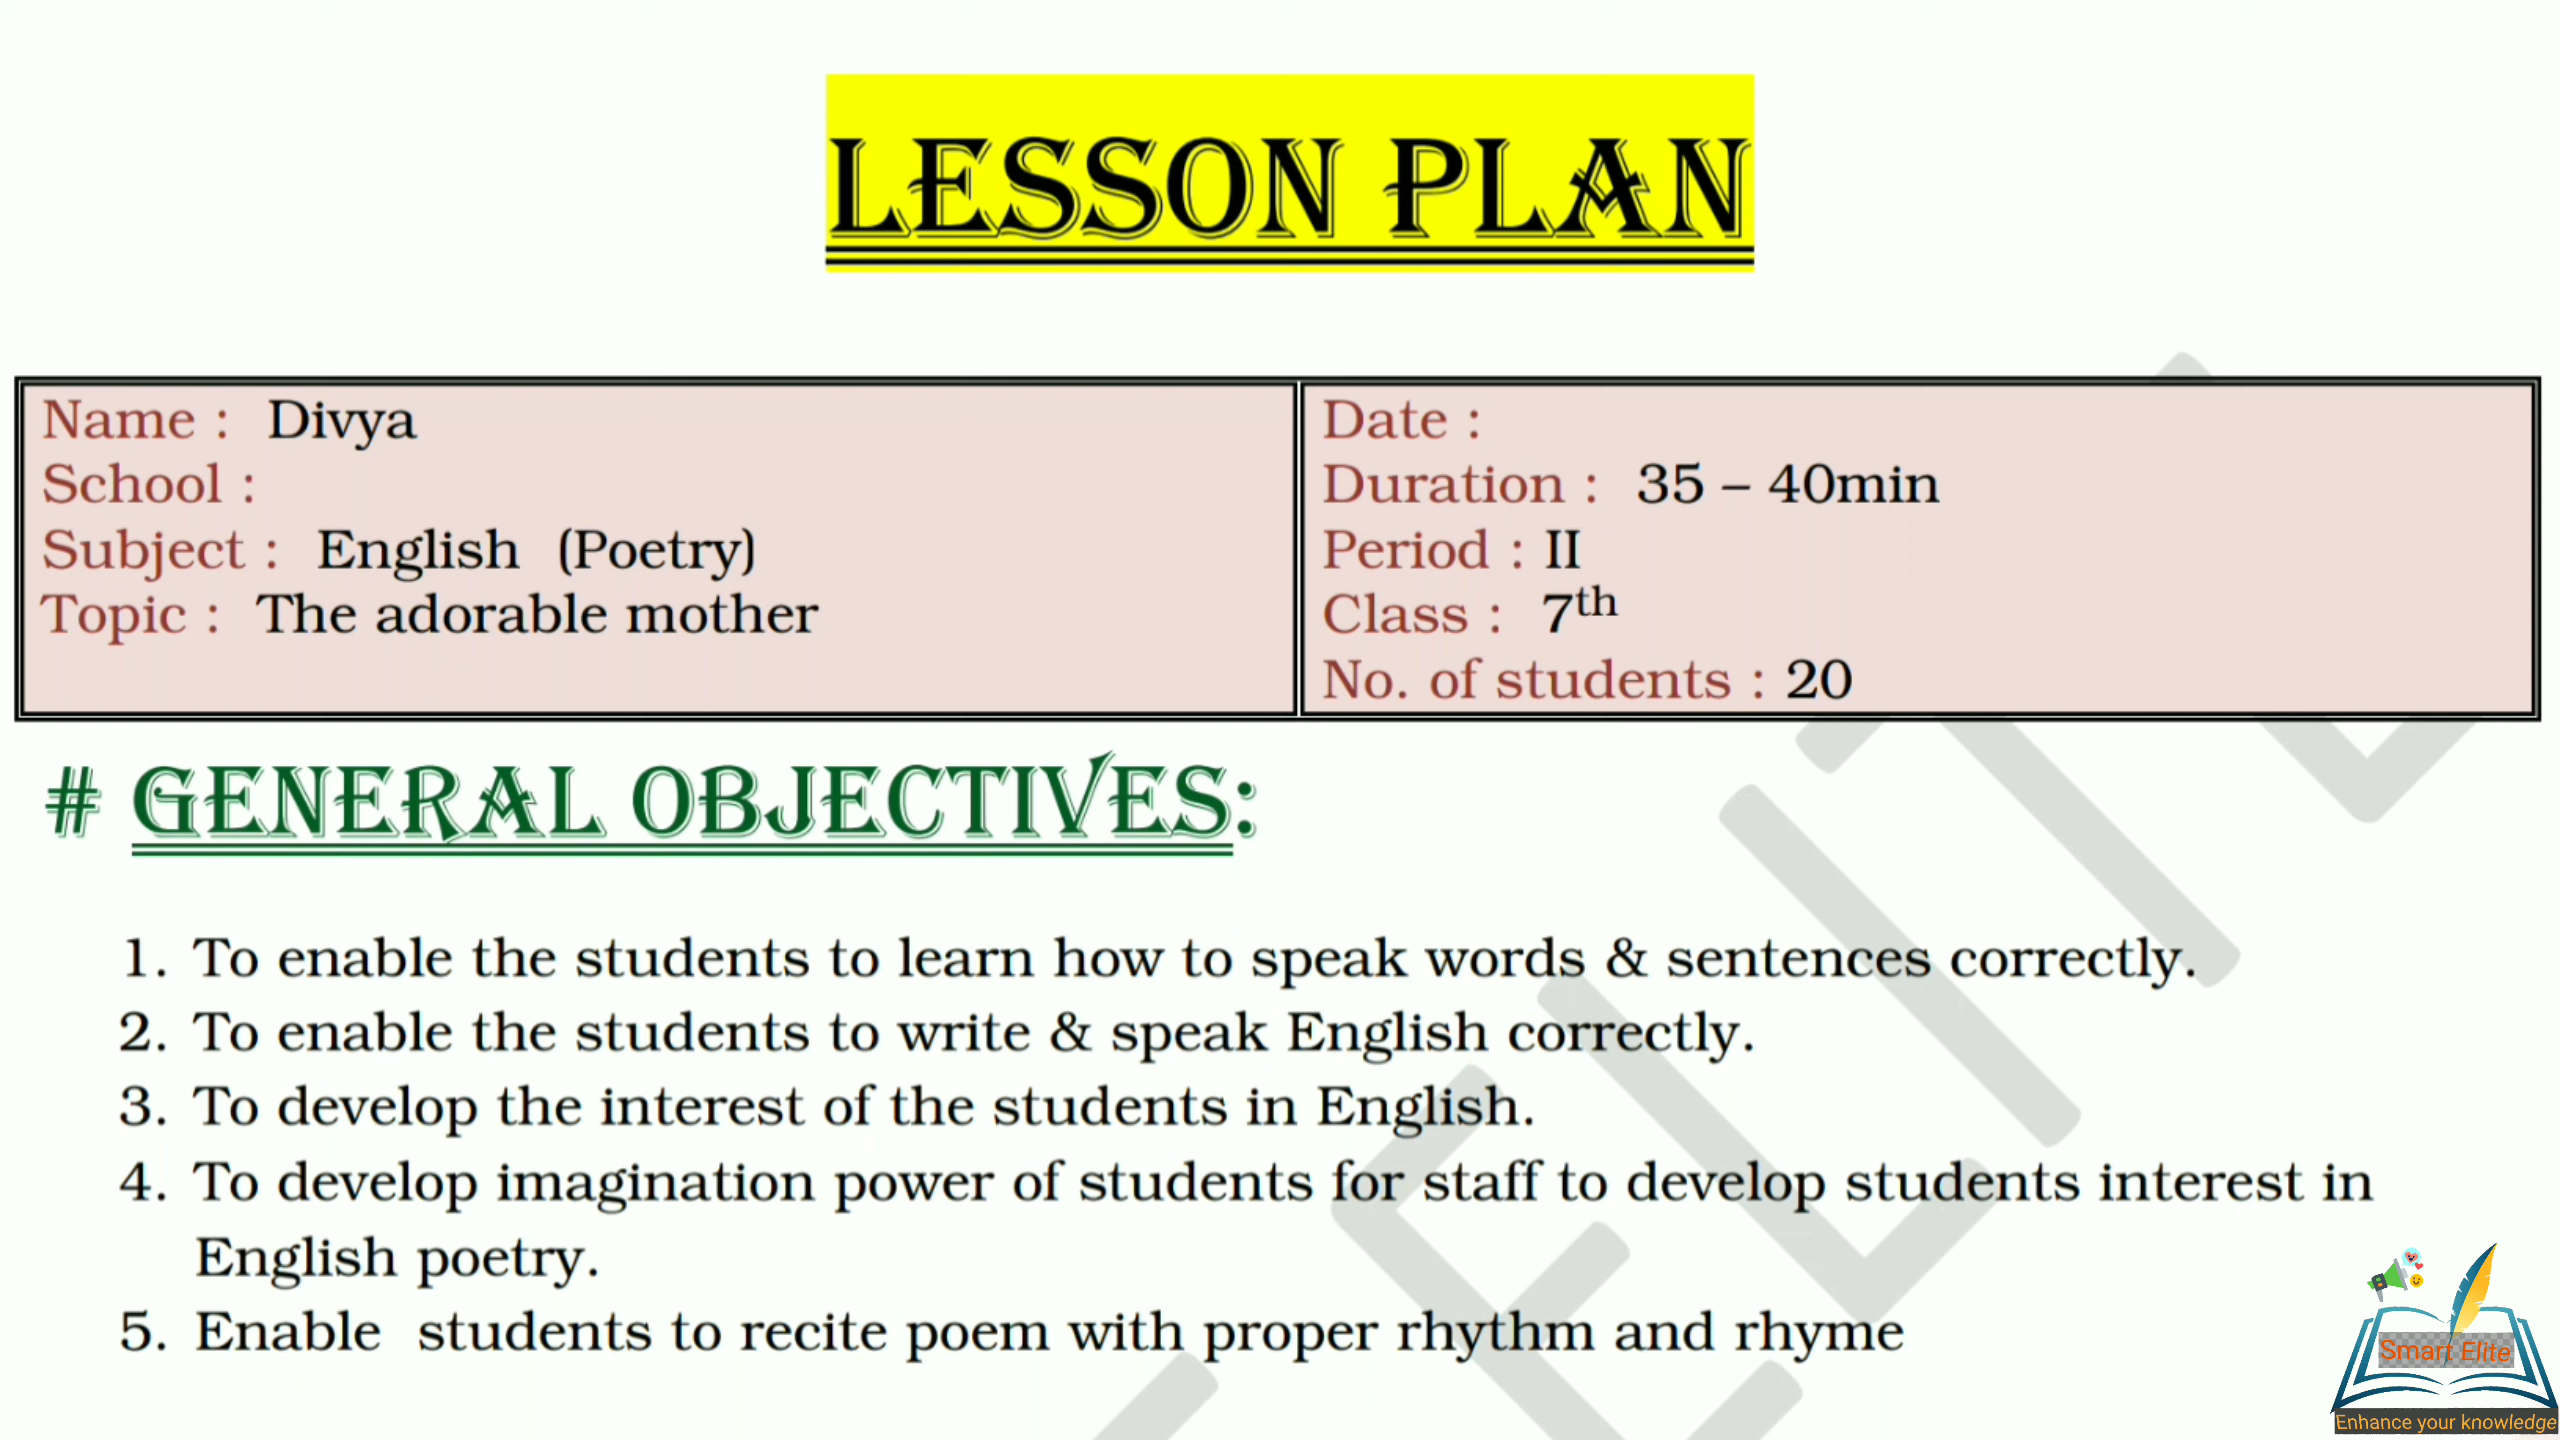 LESSON PLAN
Name : Divya
School :
Subject : English (Poetry)
Topic : The adorable mother
Date :
Duration : 35 – 40min
Period : II
Class : 7th
No. of students : 20
# GENERAL OBJECTIVES:
1. To enable the students to learn how to speak words & sentences correctly.
2. To enable the students to write & speak English correctly.
3. To develop the interest of the students in English.
4. To develop imagination power of students for staff to develop students interest in
English poetry.
5. Enable students to recite poem with proper rhythm and rhyme
ELITE
Smart Elite
Enhance your knowledge